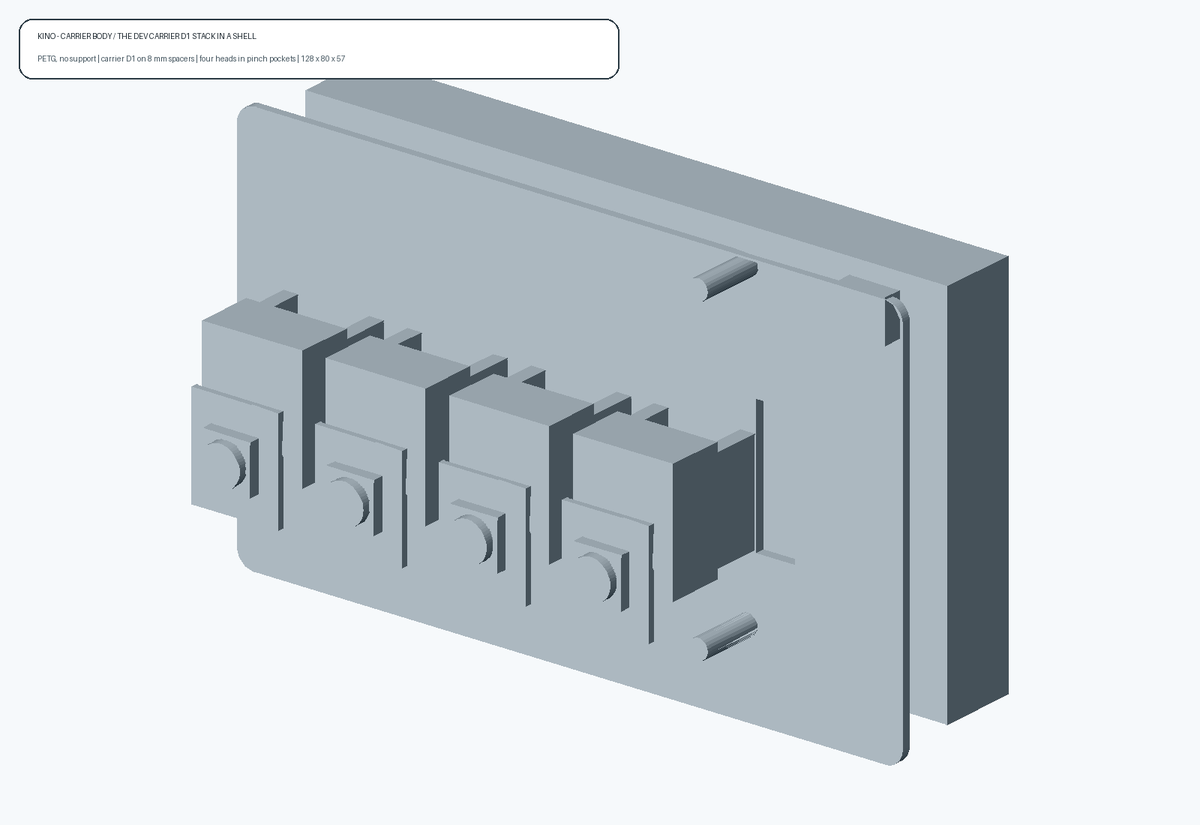 KINO - CARRIER BODY / THE DEV CARRIER D1 STACK IN A SHELL
PETG, no support | carrier D1 on 8 mm spacers | four heads in pinch pockets | 128 x 80 x 57